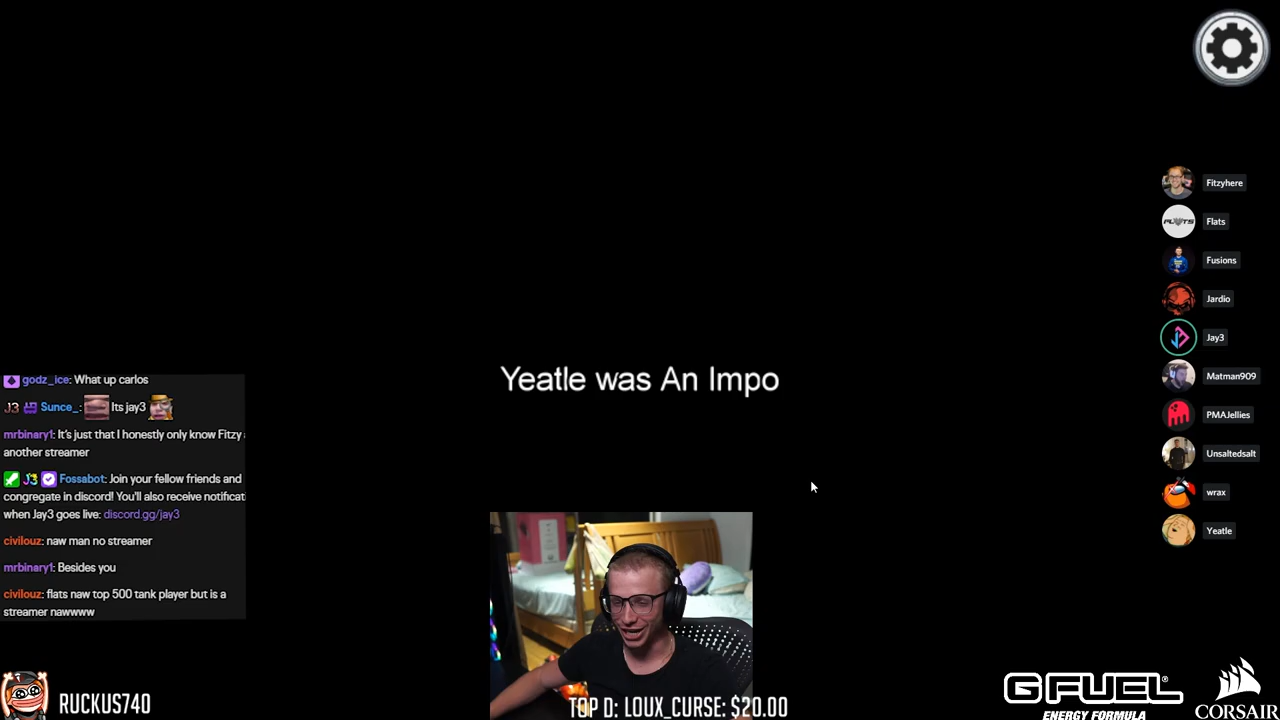 Fitzyhere
Flats
Fusions
Jardio
Jay3
Matman909
PMAJellies
Unsaltedsalt
wrax
Yeatle
Yeatle was An Impo
godz_ice: What up carlos
J3 Sunce_: Its jay3
mrbinary1: It's just that I honestly only know Fitzy
another streamer
J3 Fossabot: Join your fellow friends and
congregate in discord! You'll also receive notificat
when Jay3 goes live: discord.gg/jay3
civilouz: naw man no streamer
mrbinary1: Besides you
civilouz: flats naw top 500 tank player but is a
streamer nawwww
RUCKUS740
TOP D: LOUX_CURSE: $20.00
G FUEL
ENERGY FORMULA
CORSAIR